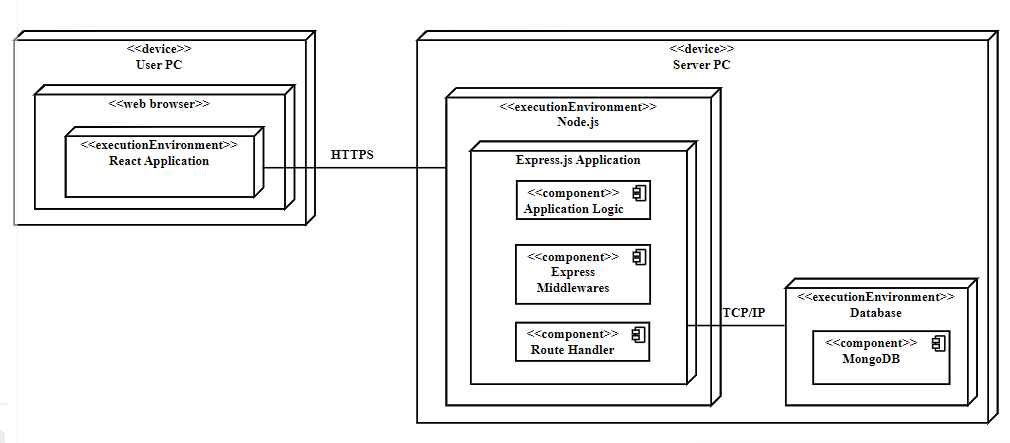 <<device>>
User PC
<<web browser>>
<<executionEnvironment>>
React Application
HTTPS
<<device>>
Server PC
<<executionEnvironment>>
Node.js
Express.js Application
<<component>>
Application Logic
<<component>>
Express
Middlewares
<<component>>
Route Handler
TCP/IP
<<executionEnvironment>>
Database
<<component>>
MongoDB